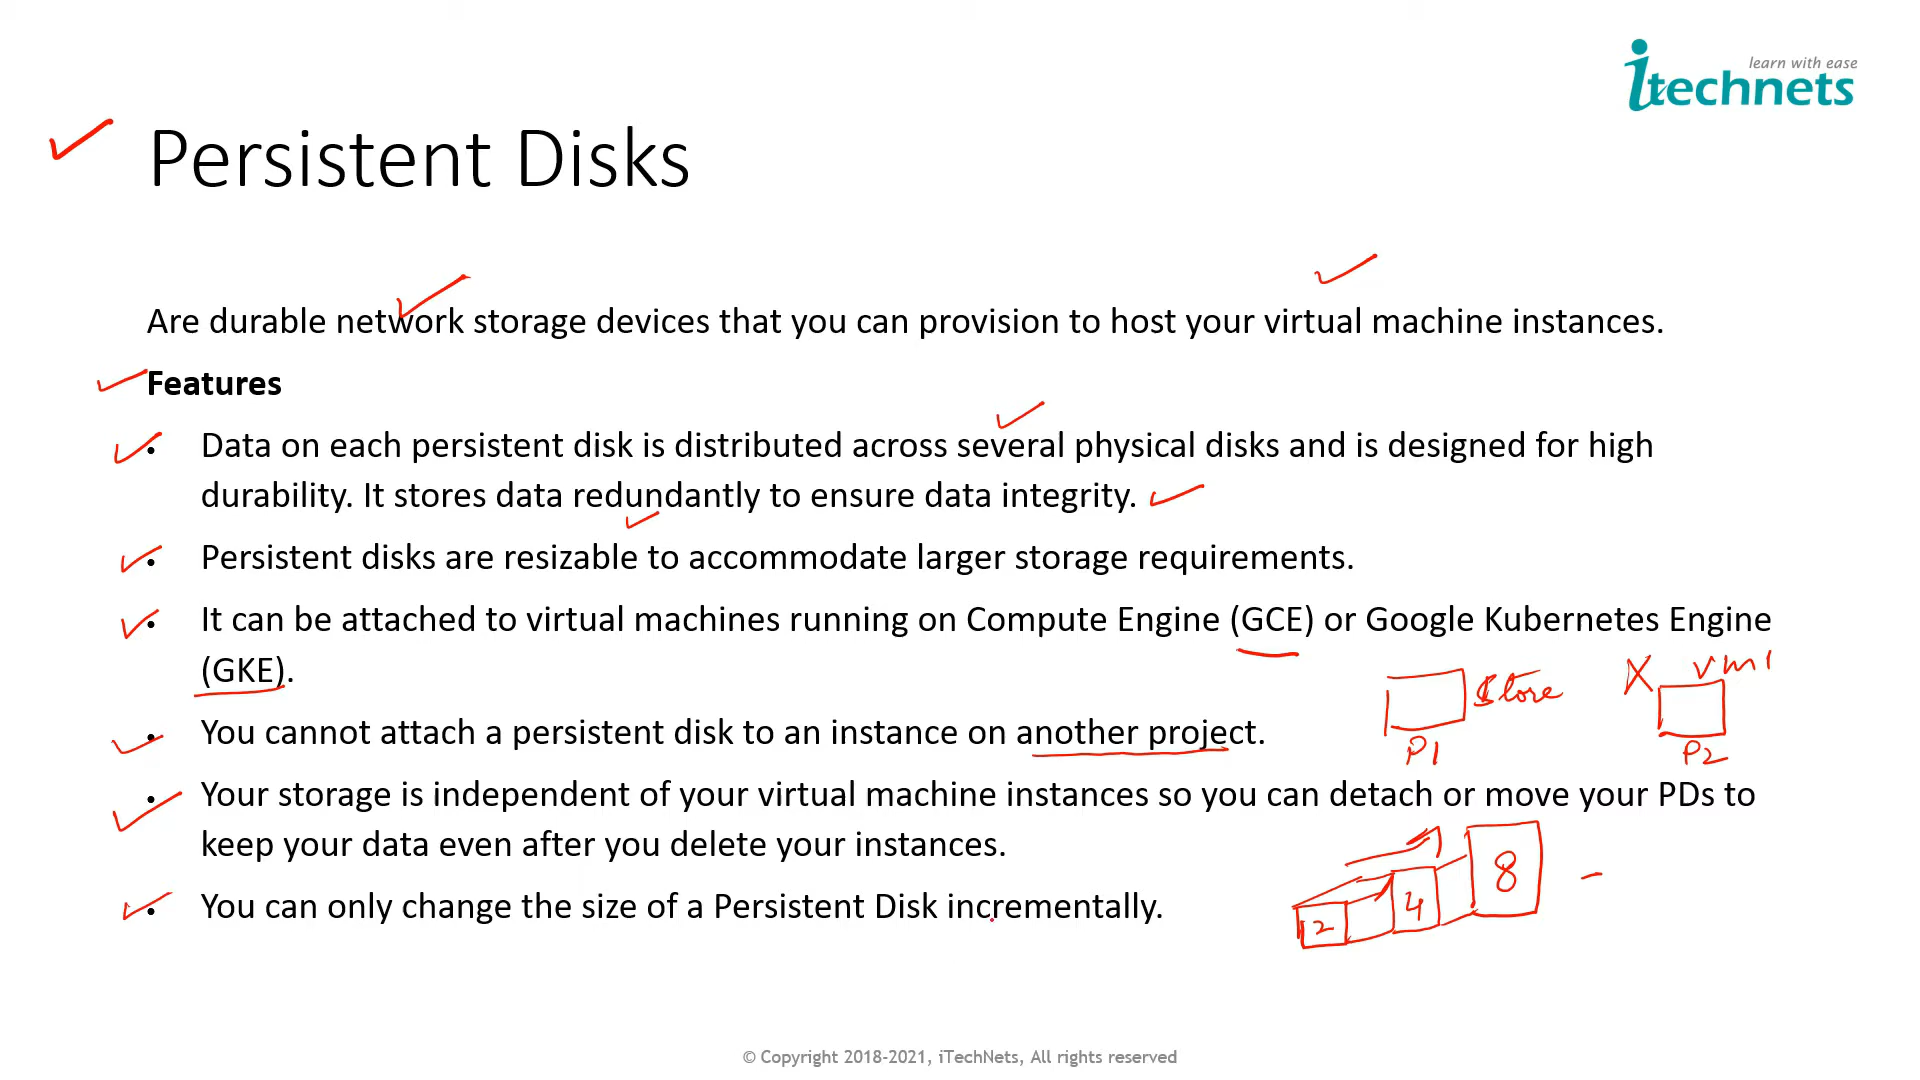 learn with ease
itechnets
Persistent Disks
Are durable network storage devices that you can provision to host your virtual machine instances.
Features
• Data on each persistent disk is distributed across several physical disks and is designed for high
durability. It stores data redundantly to ensure data integrity.
• Persistent disks are resizable to accommodate larger storage requirements.
• It can be attached to virtual machines running on Compute Engine (GCE) or Google Kubernetes Engine
(GKE).
Store
X VM1
• You cannot attach a persistent disk to an instance on another project.
P1
P2
• Your storage is independent of your virtual machine instances so you can detach or move your PDs to
keep your data even after you delete your instances.
• You can only change the size of a Persistent Disk incrementally.
2 4 8
© Copyright 2018-2021, iTechNets, All rights reserved